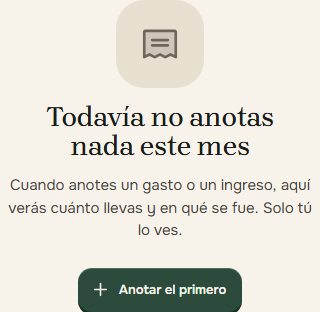 Todavía no anotas
nada este mes
Cuando anotes un gasto o un ingreso, aquí
verás cuánto llevas y en qué se fue. Solo tú
lo ves.
Anotar el primero